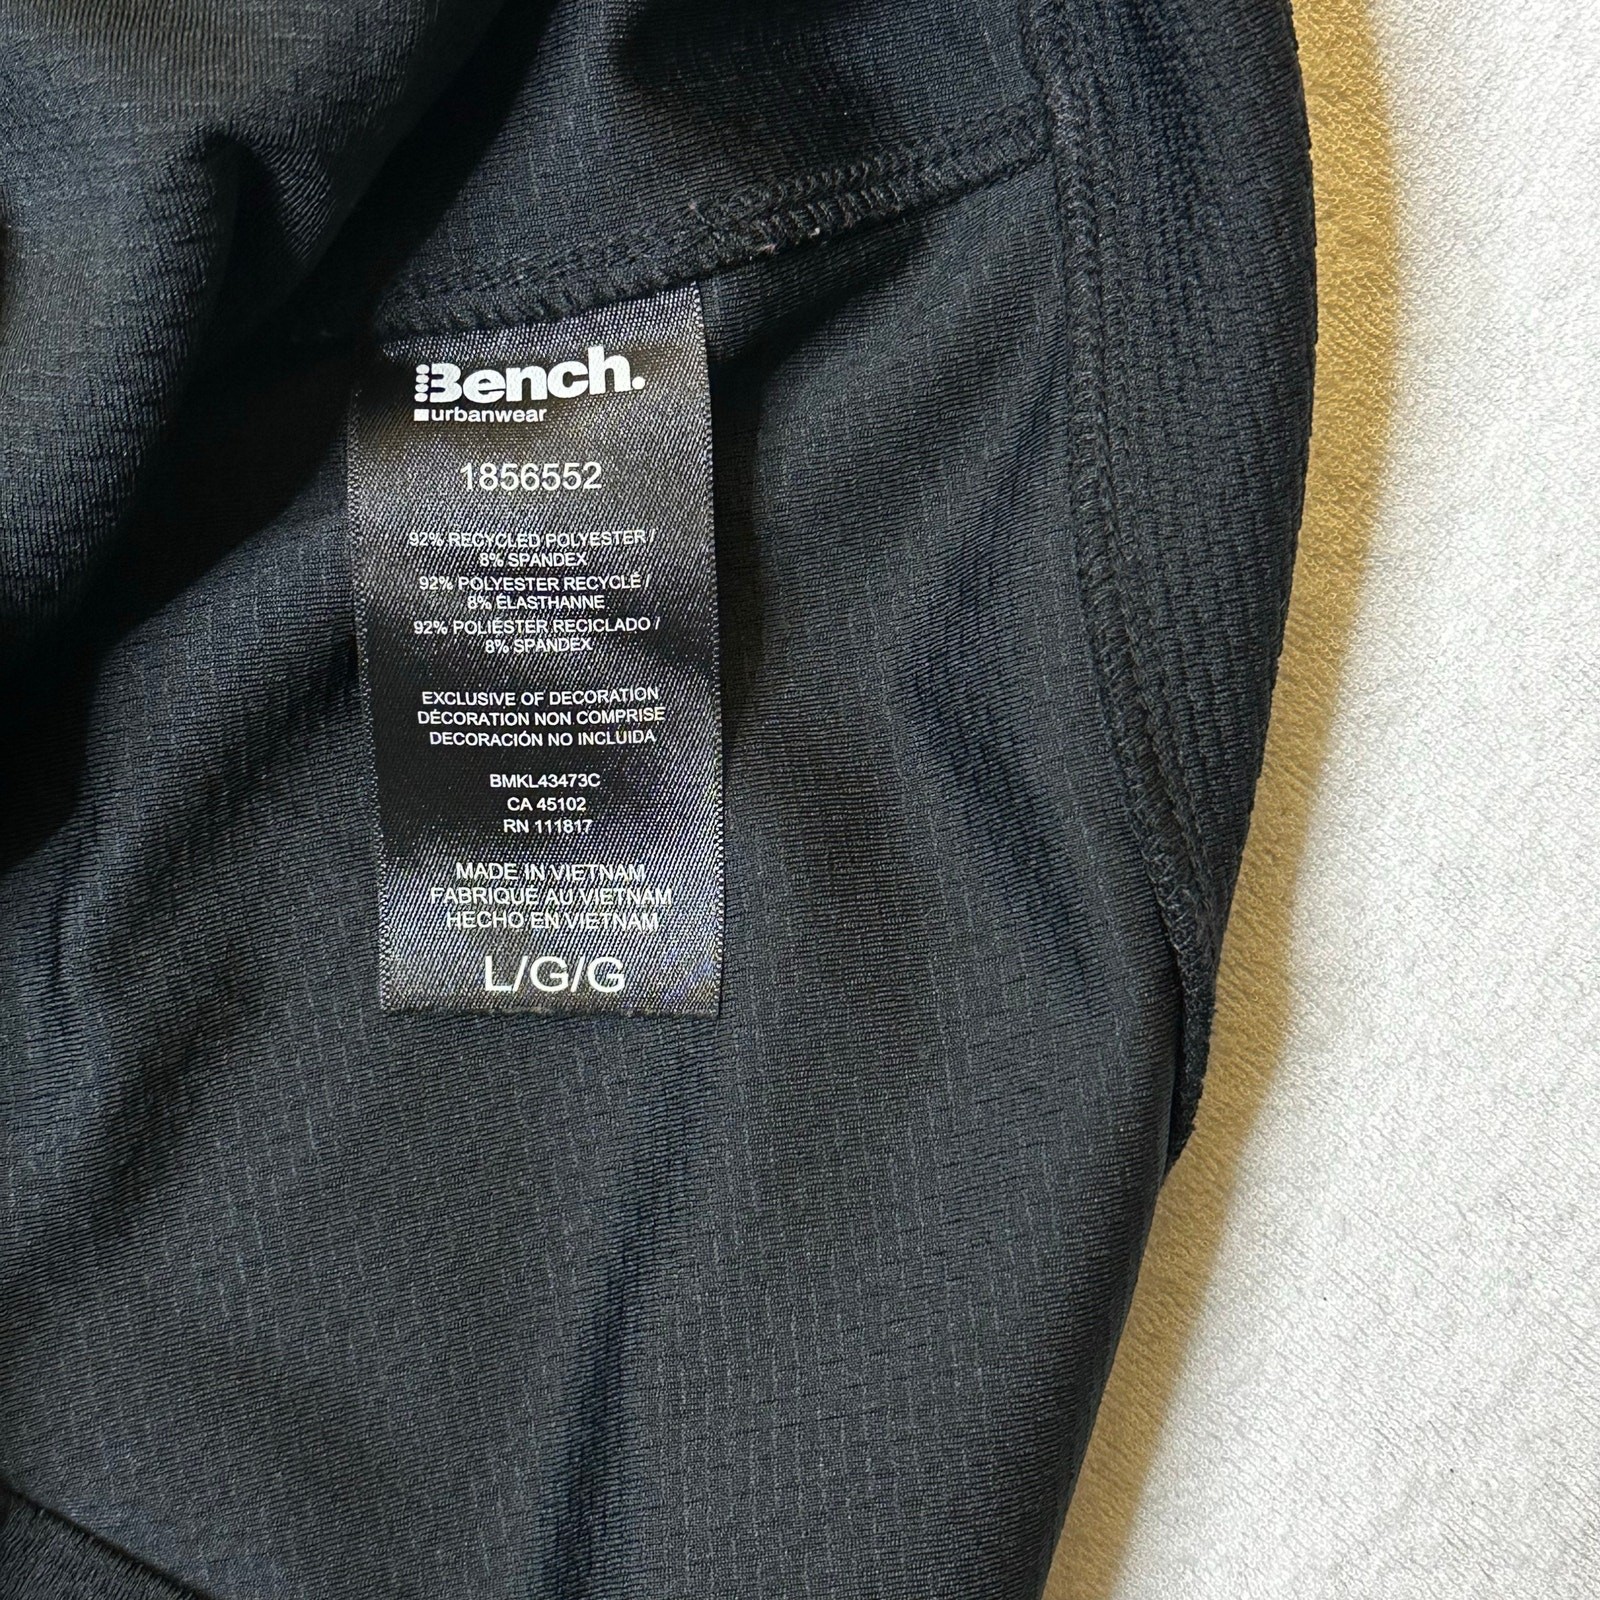 Bench.
urbanwear
1856552
92% RECYCLED POLYESTER /
8% SPANDEX
92% POLYESTER RECYCLÉ /
8% ÉLASTHANNE
92% POLIÉSTER RECICLADO /
8% SPANDEX
EXCLUSIVE OF DECORATION
DÉCORATION NON COMPRISE
DECORACIÓN NO INCLUIDA
BMKL43473C
CA 45102
RN 111817
MADE IN VIETNAM
FABRIQUÉ AU VIETNAM
HECHO EN VIETNAM
L/G/G